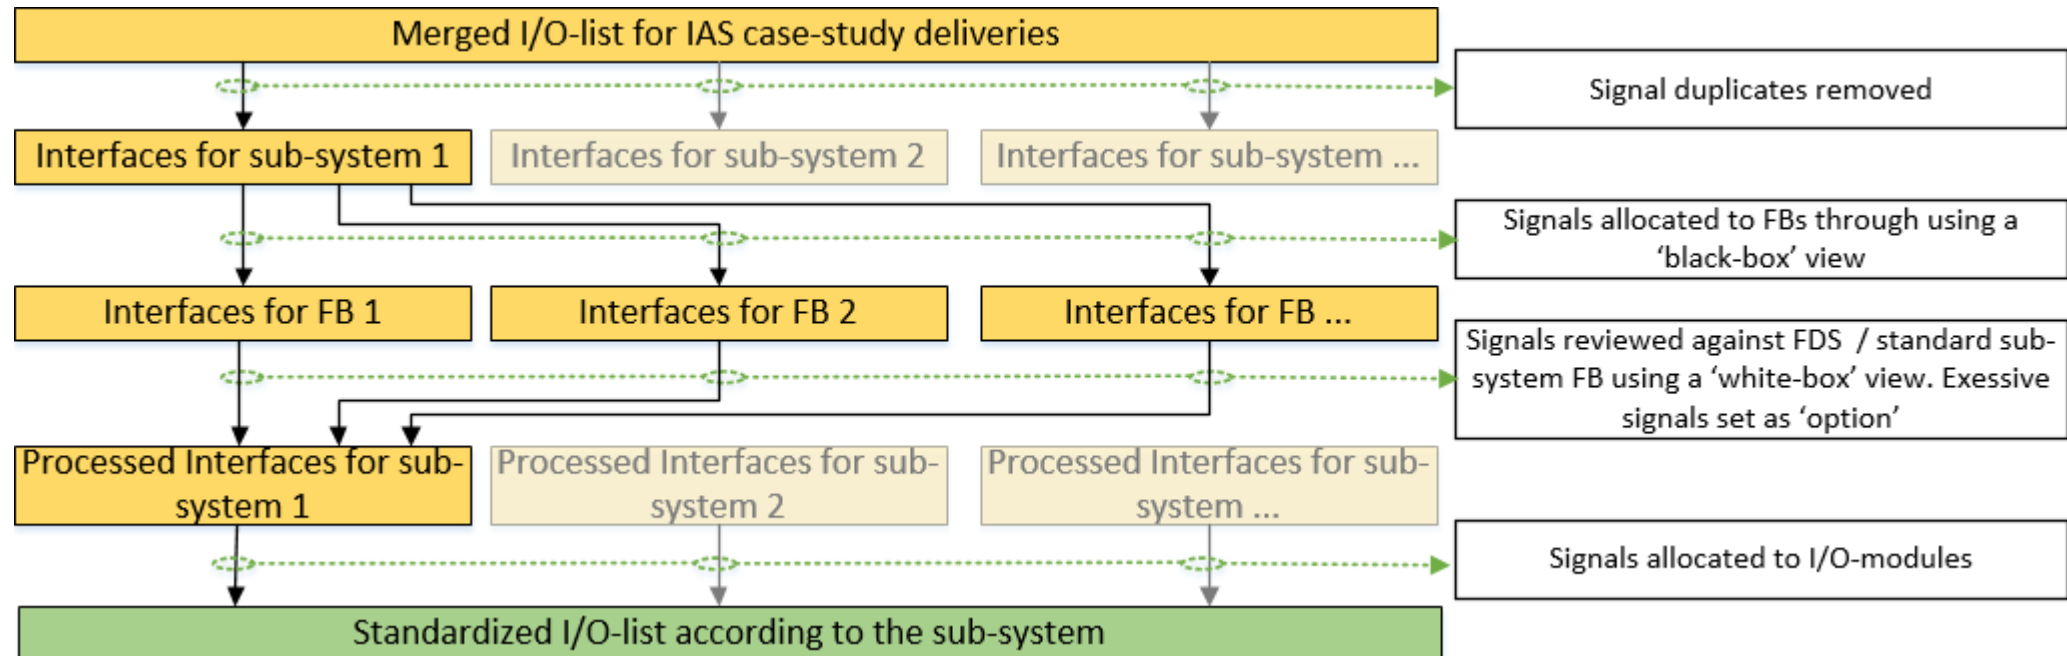 Merged I/O-list for IAS case-study deliveries
Signal duplicates removed
Interfaces for sub-system 1
Interfaces for sub-system 2
Interfaces for sub-system ...
Signals allocated to FBs through using a
‘black-box’ view
Interfaces for FB 1
Interfaces for FB 2
Interfaces for FB ...
Signals reviewed against FDS / standard sub-
system FB using a ‘white-box’ view. Exessive
signals set as ‘option’
Processed Interfaces for sub-
system 1
Processed Interfaces for sub-
system 2
Processed Interfaces for sub-
system ...
Signals allocated to I/O-modules
Standardized I/O-list according to the sub-system